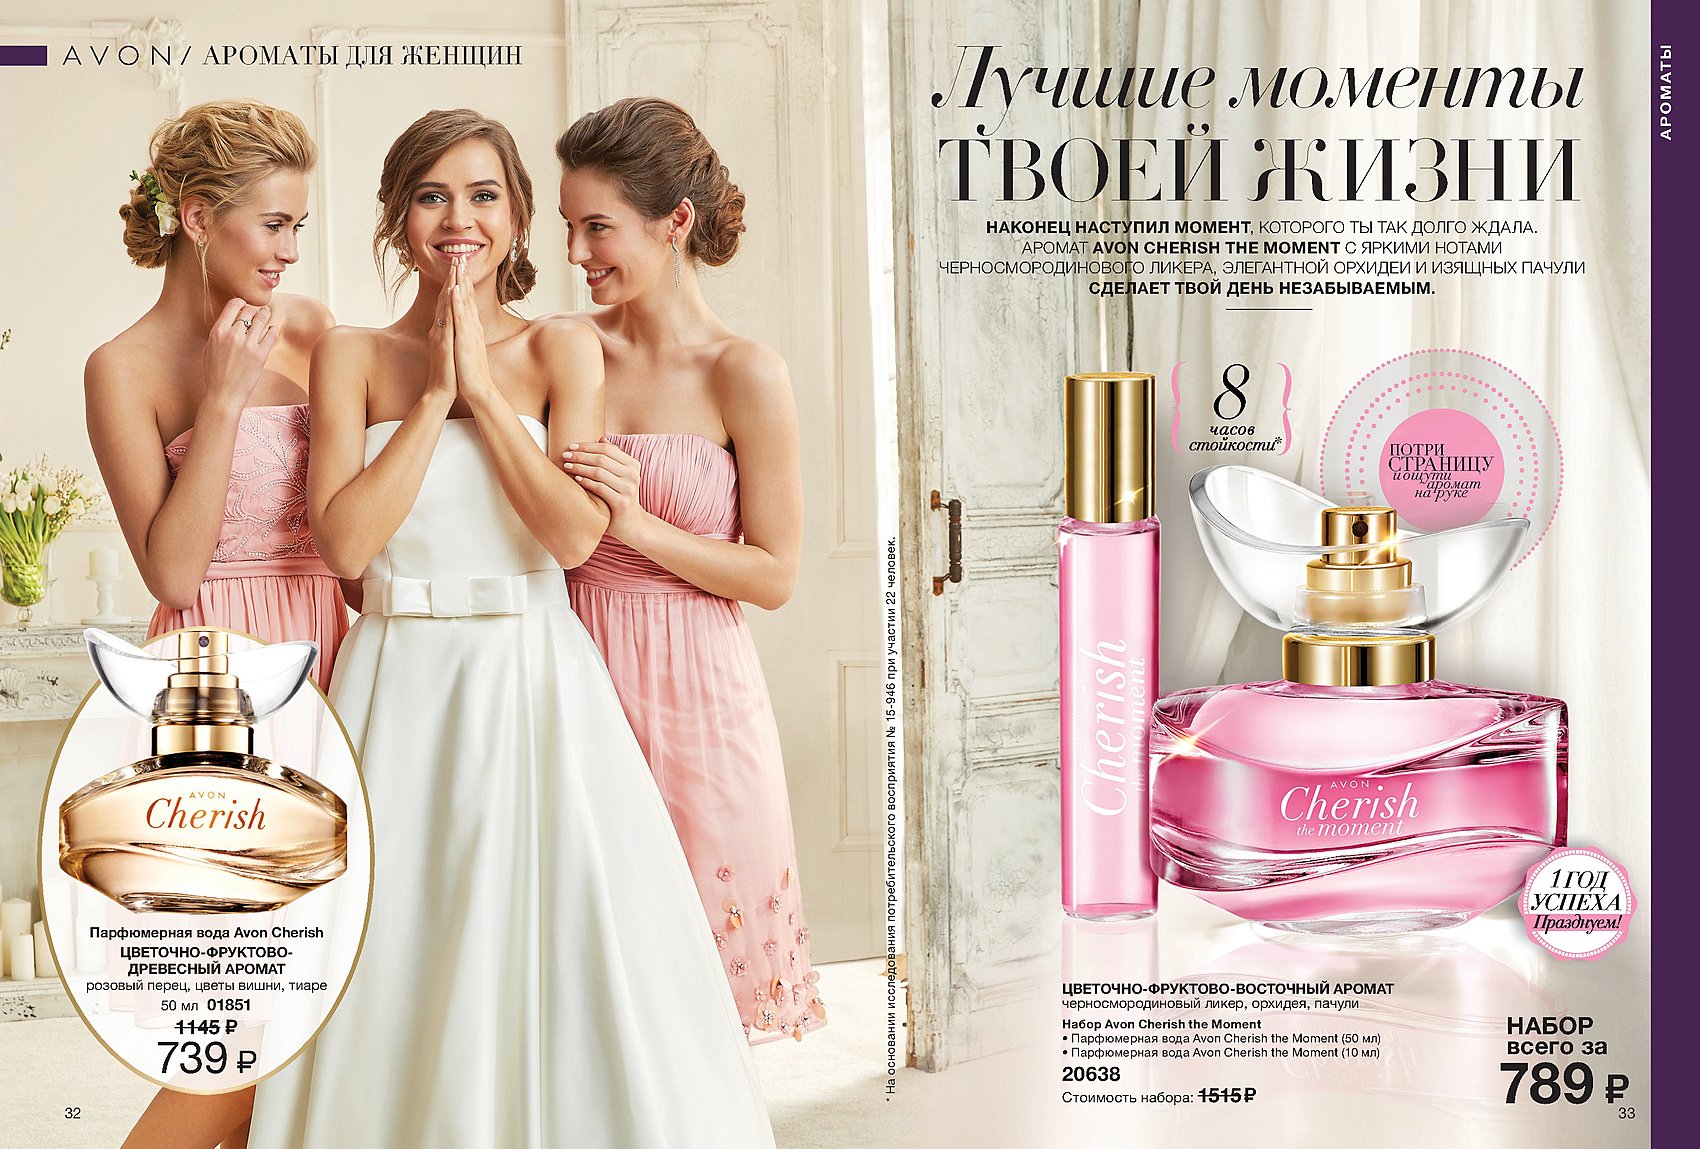 AVON/ АРОМАТЫ ДЛЯ ЖЕНЩИН
AVON
Cherish
Парфюмерная вода Avon Cherish
ЦВЕТОЧНО-ФРУКТОВО-
ДРЕВЕСНЫЙ АРОМАТ
розовый перец, цветы вишни, тиаре
50 мл 01851
1145 ₽
739 ₽
32
* На основании исследования потребительского восприятия № 15-946 при участии 22 человек.
Лучшие моменты
ТВОЕЙ ЖИЗНИ
НАКОНЕЦ НАСТУПИЛ МОМЕНТ, КОТОРОГО ТЫ ТАК ДОЛГО ЖДАЛА.
АРОМАТ AVON CHERISH THE MOMENT С ЯРКИМИ НОТАМИ
ЧЕРНОСМОРОДИНОВОГО ЛИКЕРА, ЭЛЕГАНТНОЙ ОРХИДЕИ И ИЗЯЩНЫХ ПАЧУЛИ
СДЕЛАЕТ ТВОЙ ДЕНЬ НЕЗАБЫВАЕМЫМ.
8
часов
стойкости*
ПОТРИ
СТРАНИЦУ
и ощути
аромат
на руке
AVON
Cherish
the moment
AVON
Cherish
the moment
1 ГОД
УСПЕХА
Празднуем!
ЦВЕТОЧНО-ФРУКТОВО-ВОСТОЧНЫЙ АРОМАТ
черносмородиновый ликер, орхидея, пачули
Набор Avon Cherish the Moment
• Парфюмерная вода Avon Cherish the Moment (50 мл)
• Парфюмерная вода Avon Cherish the Moment (10 мл)
20638
Стоимость набора: 1515 ₽
НАБОР
всего за
789 ₽
33
АРОМАТЫ